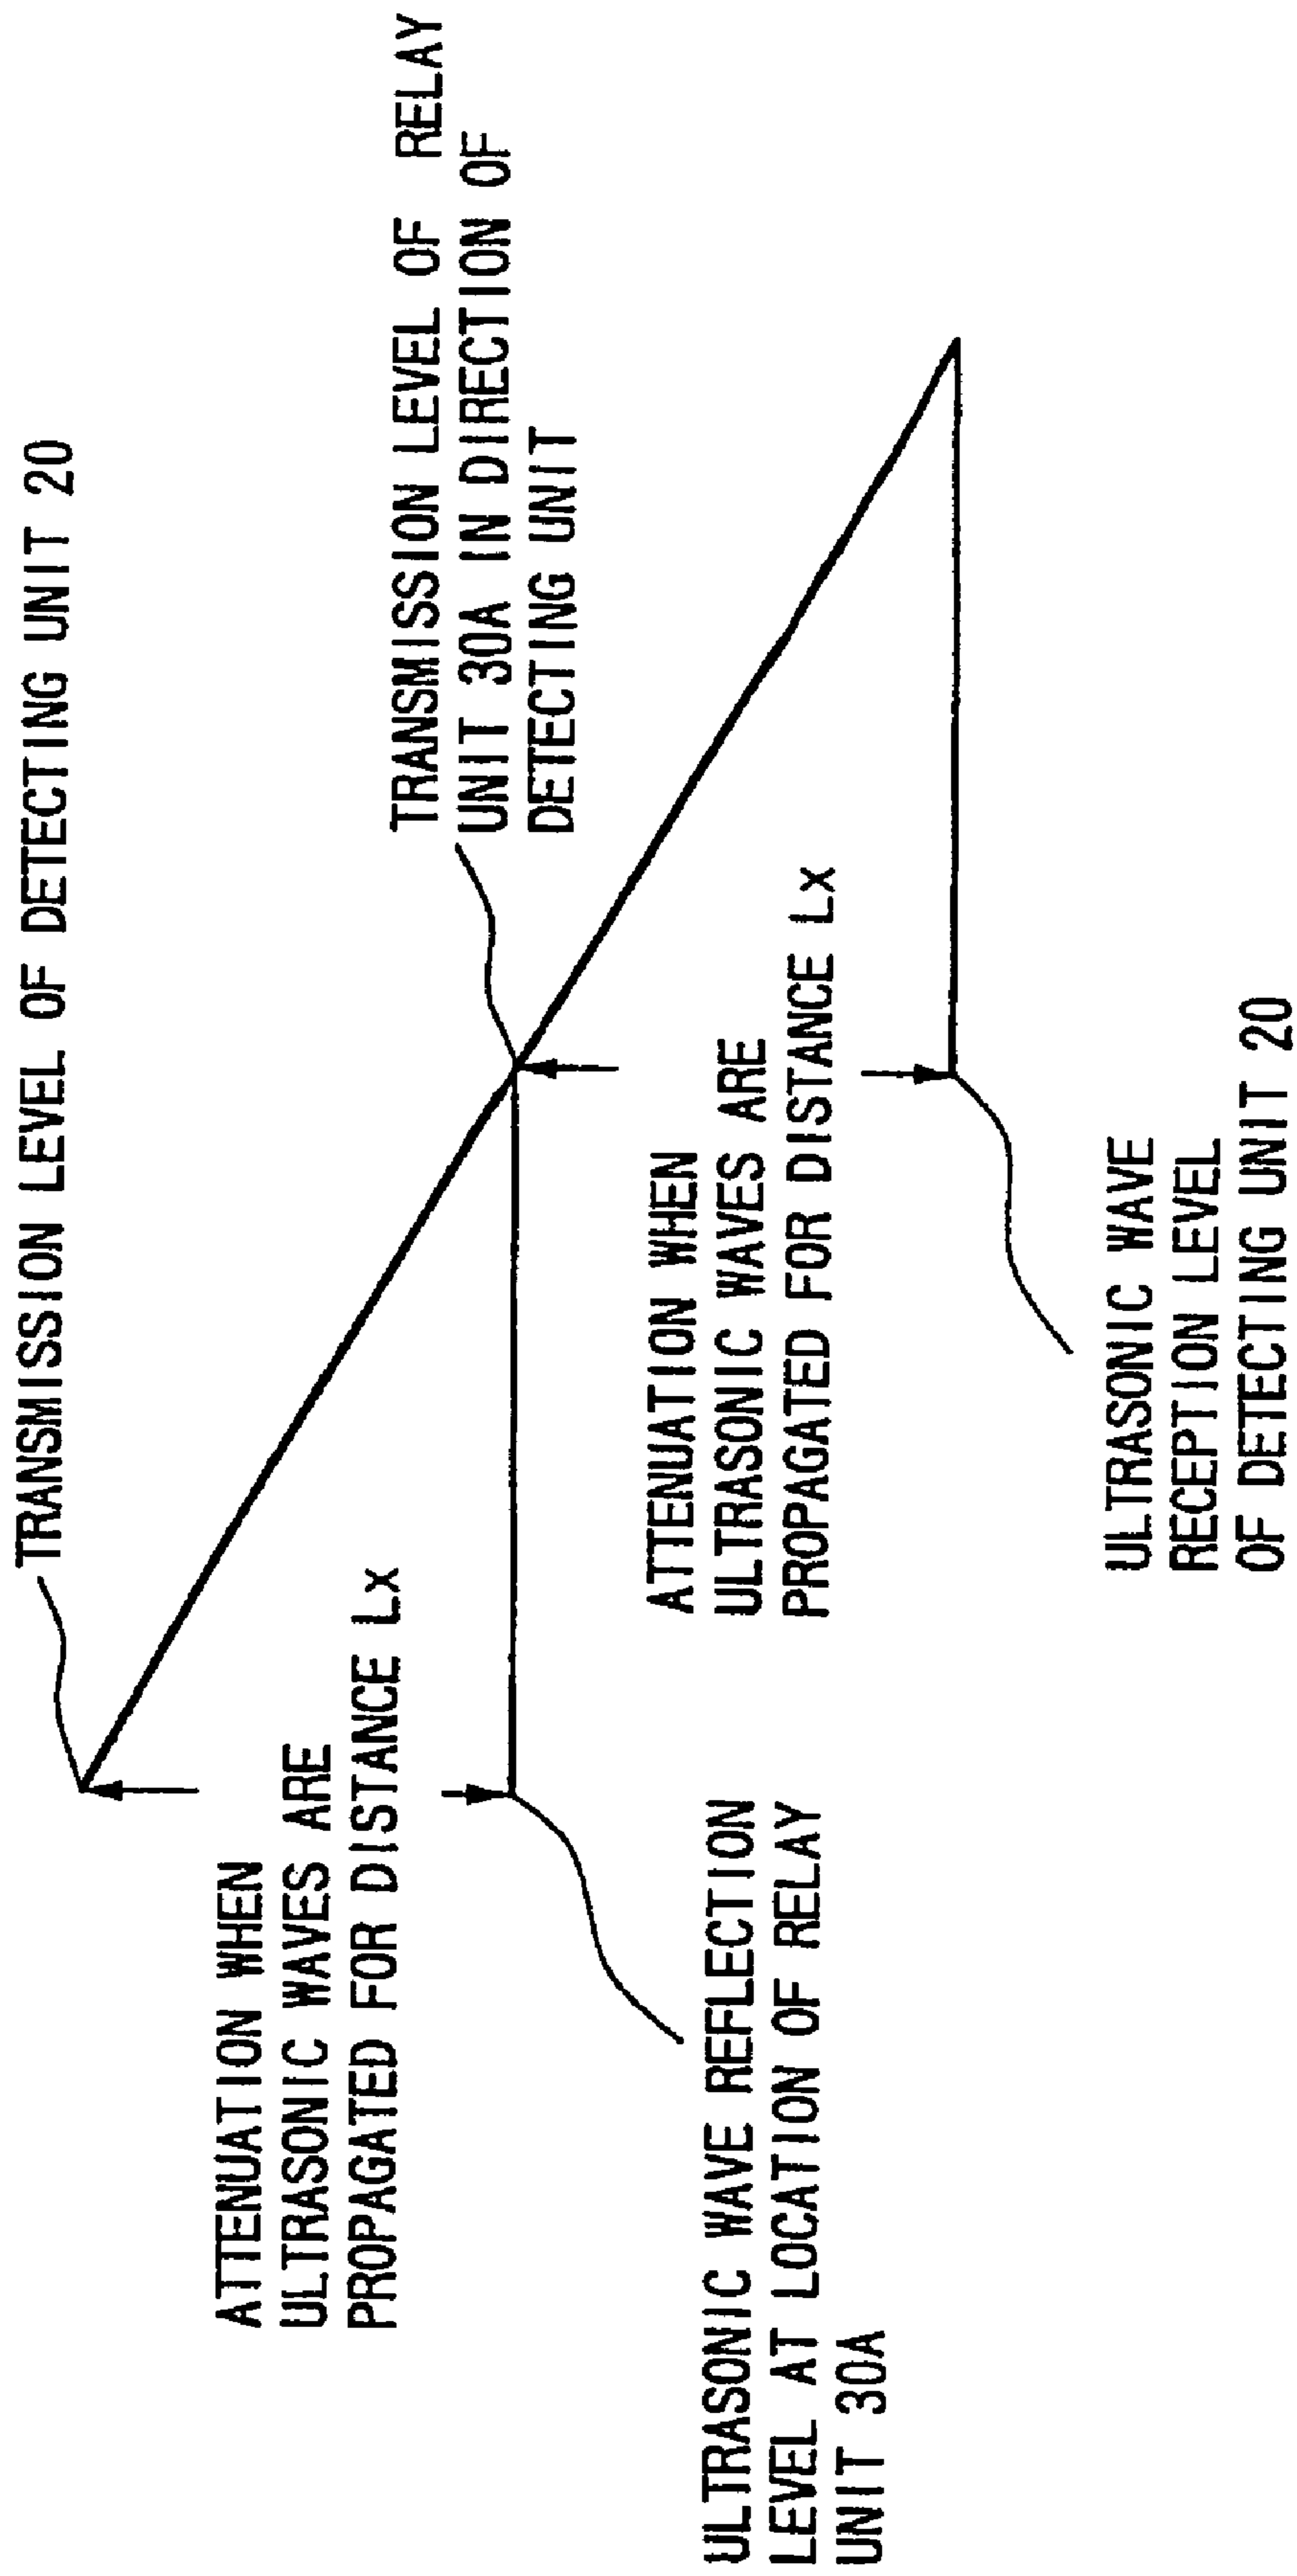 TRANSMISSION LEVEL OF DETECTING UNIT 20
ATTENUATION WHEN
ULTRASONIC WAVES ARE
PROPAGATED FOR DISTANCE Lx
TRANSMISSION LEVEL OF RELAY
UNIT 30A IN DIRECTION OF
DETECTING UNIT
ULTRASONIC WAVE REFLECTION
LEVEL AT LOCATION OF RELAY
UNIT 30A
ATTENUATION WHEN
ULTRASONIC WAVES ARE
PROPAGATED FOR DISTANCE Lx
ULTRASONIC WAVE
RECEPTION LEVEL
OF DETECTING UNIT 20